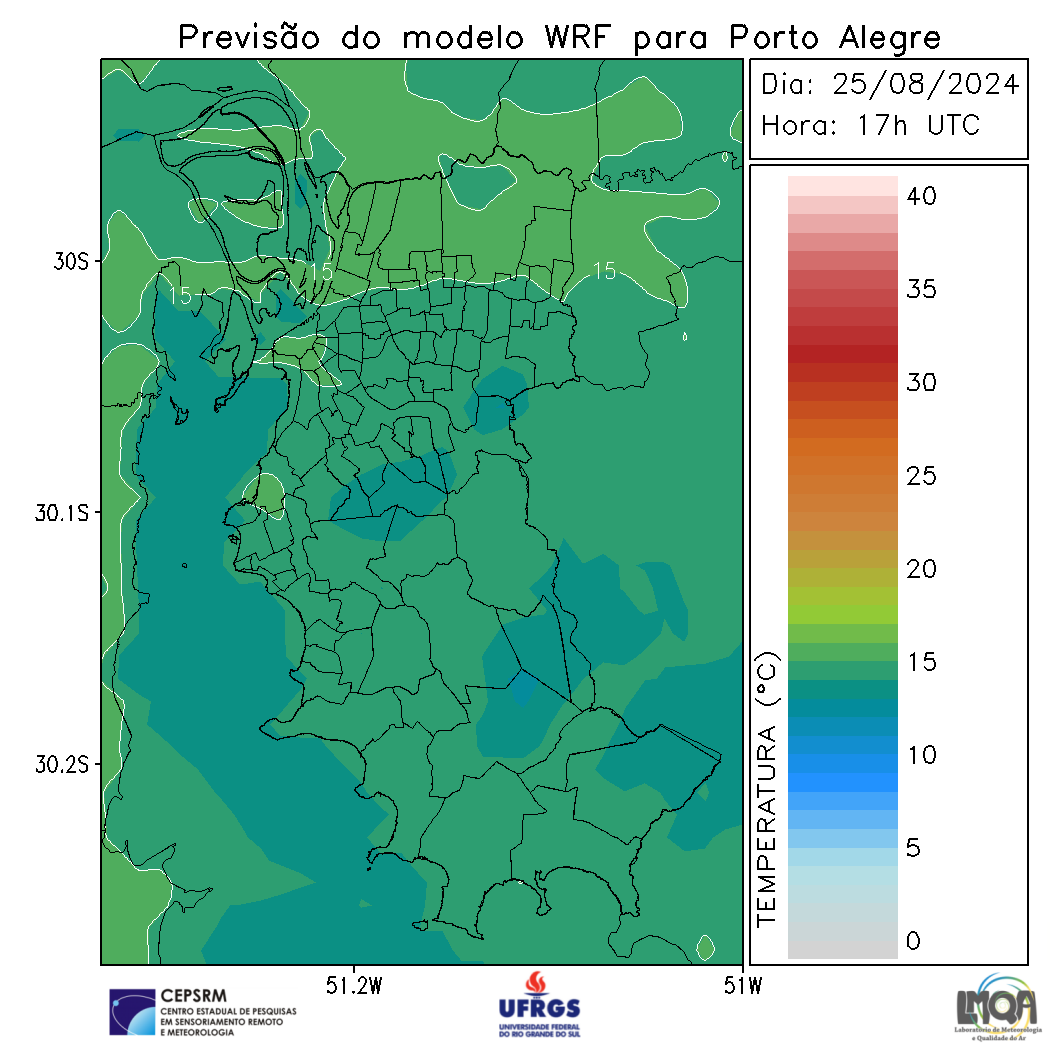 Previsão do modelo WRF para Porto Alegre
Dia: 25/08/2024
Hora: 17h UTC
40
35
30
25
20
15
10
5
0
TEMPERATURA (°C)
30S
30.1S
30.2S
51.2W
51W
15
15
15
CEPSRM
CENTRO ESTADUAL DE PESQUISAS
EM SENSORIAMENTO REMOTO
E METEOROLOGIA
UFRGS
UNIVERSIDADE FEDERAL
DO RIO GRANDE DO SUL
LMQA
Laboratório de Meteorologia
e Qualidade do Ar